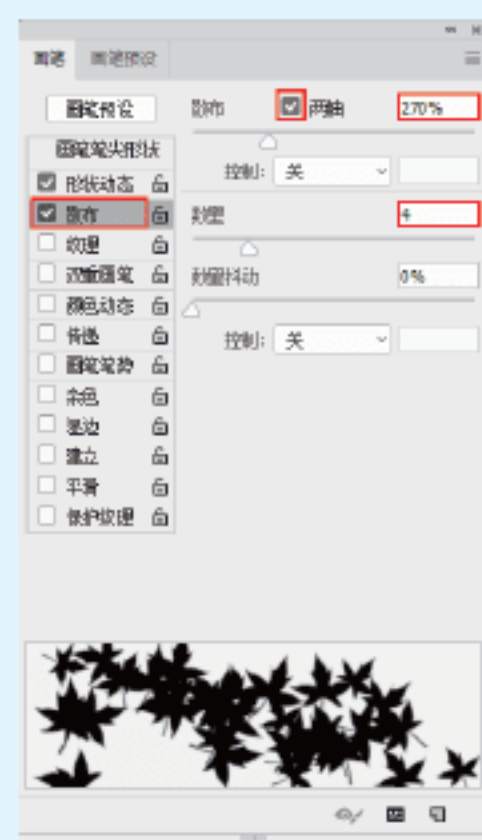 画笔 画笔预设
画笔预设 散布 两轴 270%
画笔笔尖形状
形状动态 控制: 关
散布 数量 4
纹理
双重画笔 数量抖动 0%
颜色动态
传递 控制: 关
画笔笔势
杂色
湿边
建立
平滑
保护纹理